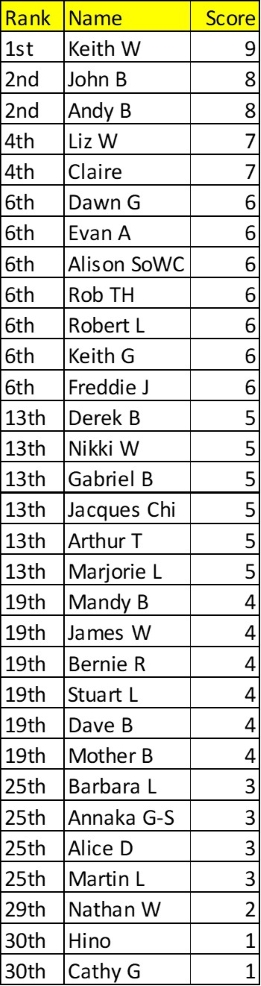 Rank Name Score
1st Keith W 9
2nd John B 8
2nd Andy B 8
4th Liz W 7
4th Claire 7
6th Dawn G 6
6th Evan A 6
6th Alison SoWC 6
6th Rob TH 6
6th Robert L 6
6th Keith G 6
6th Freddie J 6
13th Derek B 5
13th Nikki W 5
13th Gabriel B 5
13th Jacques Chi 5
13th Arthur T 5
13th Marjorie L 5
19th Mandy B 4
19th James W 4
19th Bernie R 4
19th Stuart L 4
19th Dave B 4
19th Mother B 4
25th Barbara L 3
25th Annaka G-S 3
25th Alice D 3
25th Martin L 3
29th Nathan W 2
30th Hino 1
30th Cathy G 1